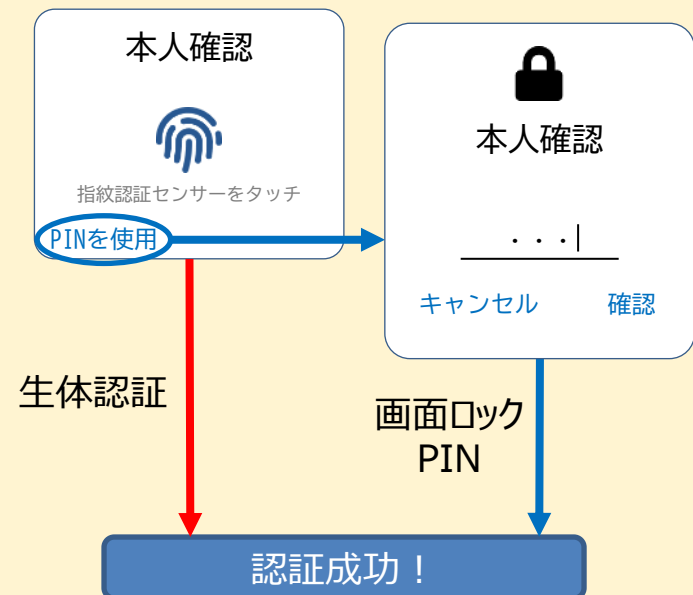 本人確認
指紋認証センサーをタッチ
PINを使用
本人確認
・・・|
キャンセル 確認
生体認証
画面ロック
PIN
認証成功！